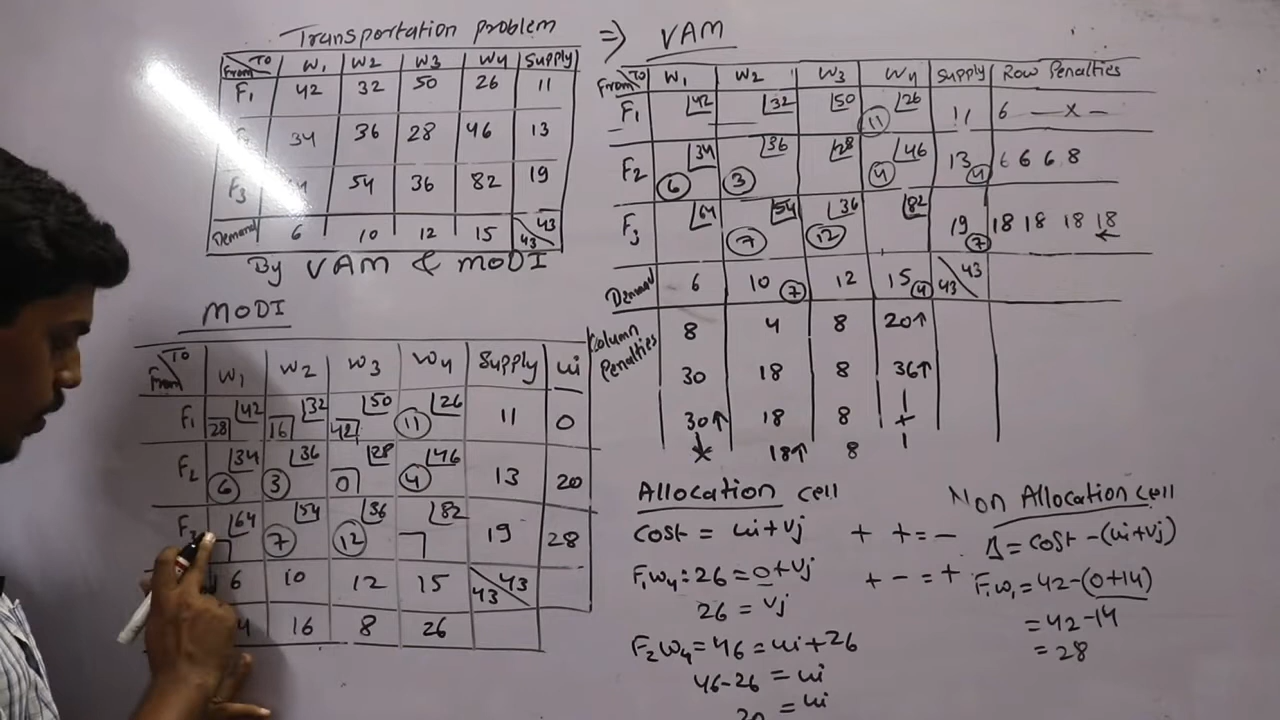 Transportation problem
TO
From
W1 W2 W3 W4 Supply
F1 42 32 50 26 11
34 36 28 46 13
F3 54 36 82 19
Demand 6 10 12 15 43 43
By VAM & MODI
⇒ VAM
TO
From
W1 W2 W3 W4 Supply Row Penalties
F1 42 32 50 26 11 11 6 — x —
F2 34 6 36 3 28 46 4 13 4 6 6 6 8
F3 64 54 7 36 12 82 19 7 18 18 18 18 ←
Demand 6 10 7 12 15 4 43 43
Column Penalties
8 4 8 20↑
30 18 8 36↑
30↑ 18 8
18↑ 8
MODI
TO
From
W1 W2 W3 W4 Supply ui
F1 42 28 32 16 50 42 26 11 11 0
F2 34 6 36 3 28 0 46 4 13 20
64 54 7 36 12 82 19 28
6 10 12 15 43 43
16 8 26
Allocation cell
Cost = ui+vj
F1W4: 26 = 0+vj
26 = vj
F2W4 = 46 = ui+26
46-26 = ui
20 = ui
+ + = -
+ - = +
Non Allocation cell
Δ = Cost - (ui+vj)
F1W1 = 42-(0+14)
= 42-14
= 28